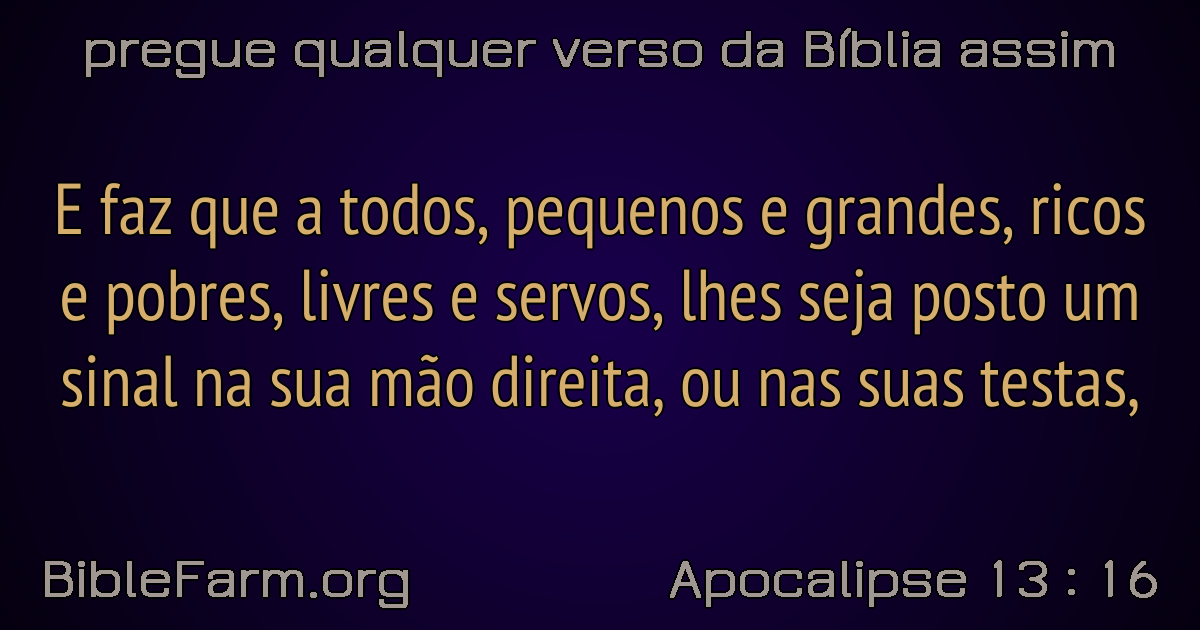 pregue qualquer verso da Bíblia assim
E faz que a todos, pequenos e grandes, ricos
e pobres, livres e servos, lhes seja posto um
sinal na sua mão direita, ou nas suas testas,
BibleFarm.org
Apocalipse 13 : 16